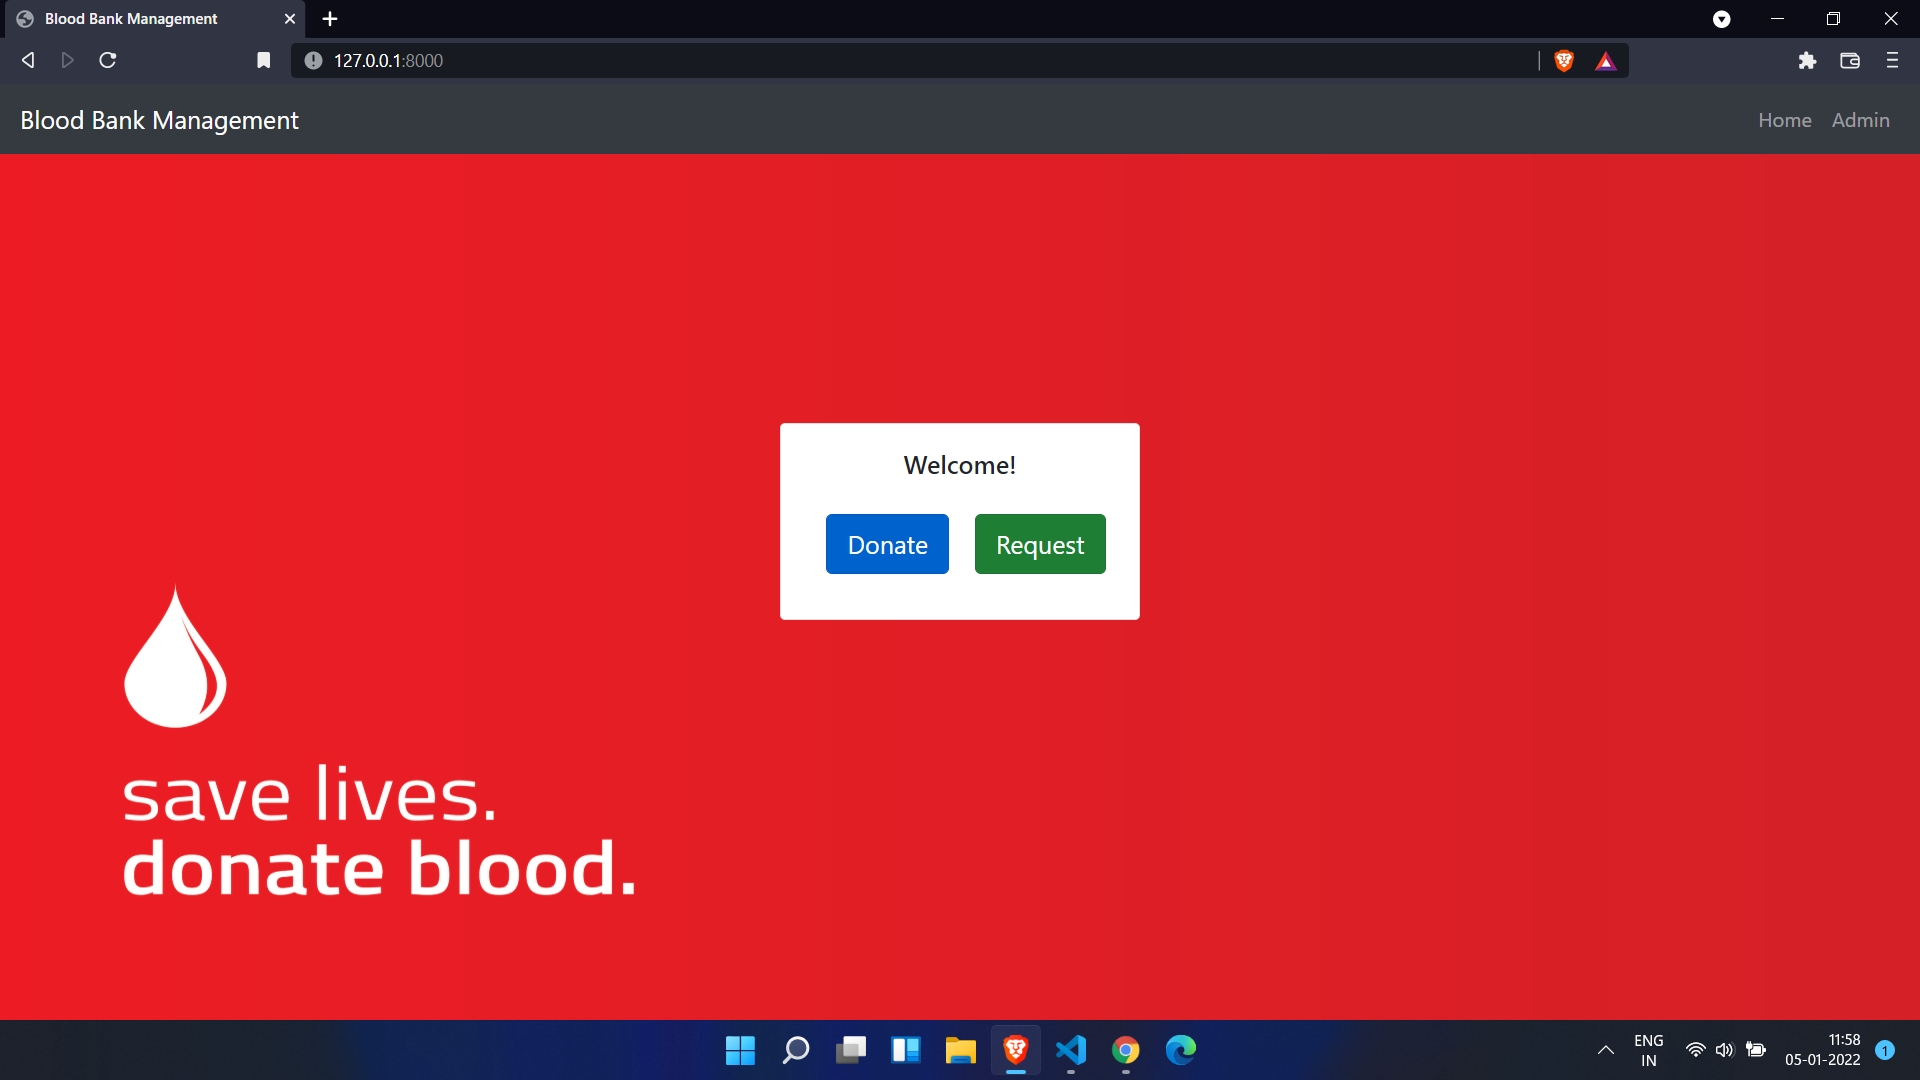 Blood Bank Management
127.0.0.1:8000
Blood Bank Management
Home Admin
Welcome!
Donate Request
save lives.
donate blood.
ENG
IN
11:58
05-01-2022
1